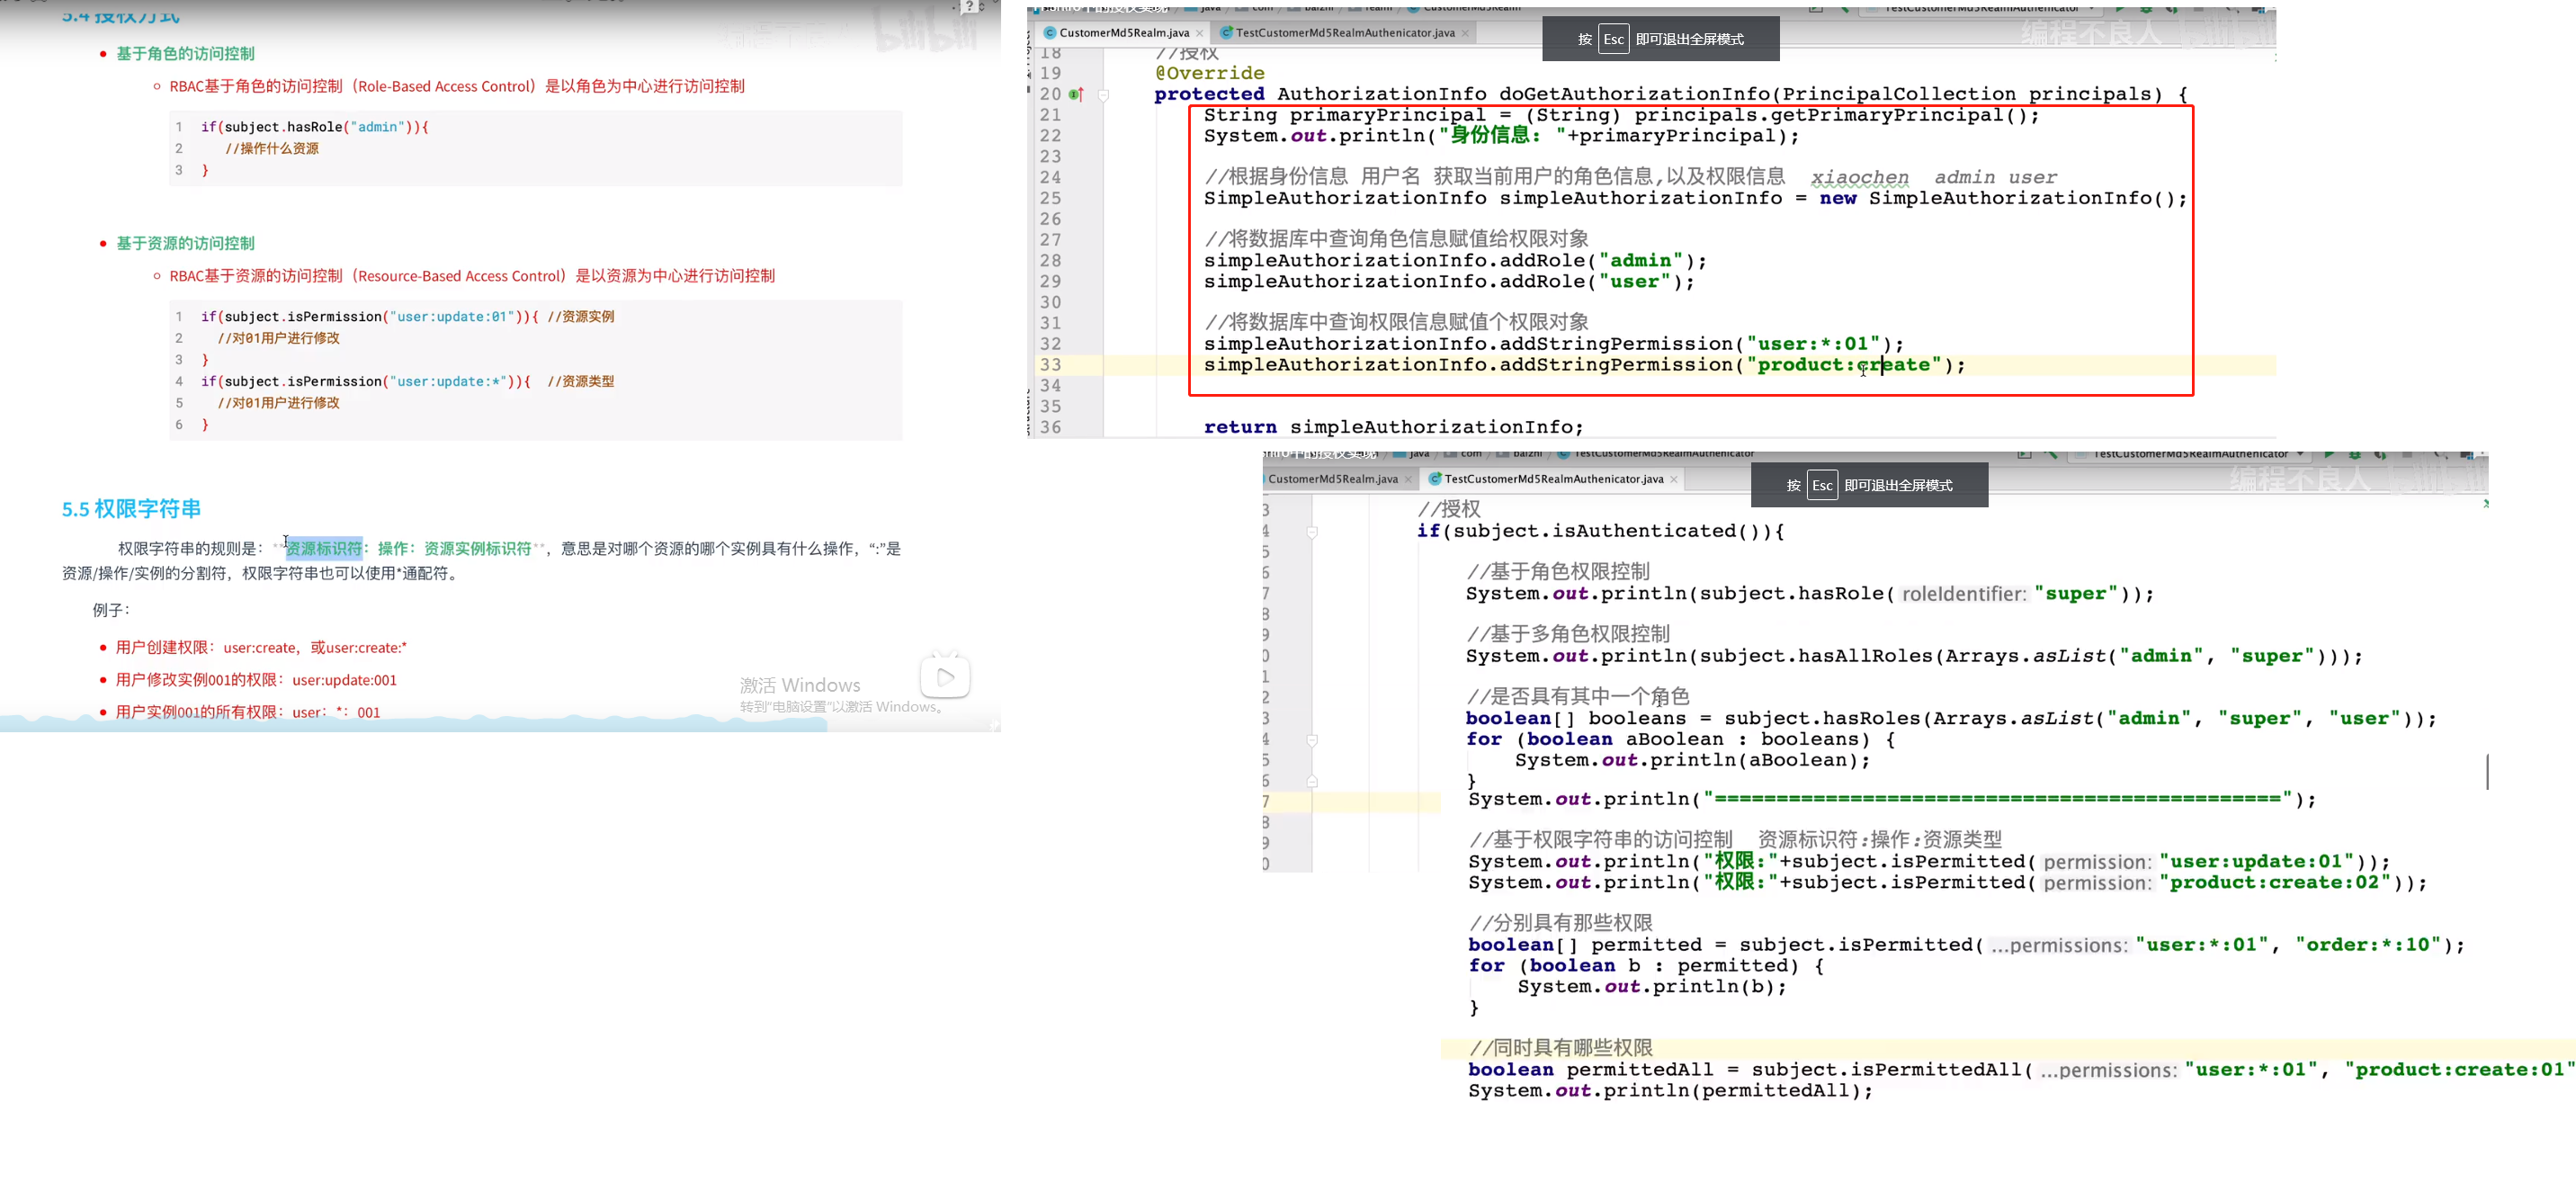 5.4 授权方式
基于角色的访问控制
RBAC基于角色的访问控制（Role-Based Access Control）是以角色为中心进行访问控制
1 if(subject.hasRole("admin")){
2 //操作什么资源
3 }
基于资源的访问控制
RBAC基于资源的访问控制（Resource-Based Access Control）是以资源为中心进行访问控制
1 if(subject.isPermission("user:update:01")){ //资源实例
2 //对01用户进行修改
3 }
4 if(subject.isPermission("user:update:*")){ //资源类型
5 //对01用户进行修改
6 }
5.5 权限字符串
权限字符串的规则是：**资源标识符：操作：资源实例标识符**，意思是对哪个资源的哪个实例具有什么操作，“:”是
资源/操作/实例的分割符，权限字符串也可以使用*通配符。
例子：
用户创建权限：user:create，或user:create:*
用户修改实例001的权限：user:update:001
用户实例001的所有权限：user：*：001
激活 Windows
转到“电脑设置”以激活 Windows。
bilibili
CustomerMd5Realm.java
TestCustomerMd5RealmAuthenicator.java
按 Esc 即可退出全屏模式
编程不良人
18 //授权
19 @Override
20 protected AuthorizationInfo doGetAuthorizationInfo(PrincipalCollection principals) {
21 String primaryPrincipal = (String) principals.getPrimaryPrincipal();
22 System.out.println("身份信息: "+primaryPrincipal);
23
24 //根据身份信息 用户名 获取当前用户的角色信息,以及权限信息 xiaochen admin user
25 SimpleAuthorizationInfo simpleAuthorizationInfo = new SimpleAuthorizationInfo();
26
27 //将数据库中查询角色信息赋值给权限对象
28 simpleAuthorizationInfo.addRole("admin");
29 simpleAuthorizationInfo.addRole("user");
30
31 //将数据库中查询权限信息赋值个权限对象
32 simpleAuthorizationInfo.addStringPermission("user:*:01");
33 simpleAuthorizationInfo.addStringPermission("product:create");
34
35
36 return simpleAuthorizationInfo;
java com baizhi TestCustomerMd5RealmAuthenicator
TestCustomerMd5RealmAuthenicator
CustomerMd5Realm.java
TestCustomerMd5RealmAuthenicator.java
按 Esc 即可退出全屏模式
编程不良人
3 //授权
4 if(subject.isAuthenticated()){
5
6 //基于角色权限控制
7 System.out.println(subject.hasRole( roleIdentifier: "super"));
8
9 //基于多角色权限控制
0 System.out.println(subject.hasAllRoles(Arrays.asList("admin", "super")));
1
2 //是否具有其中一个角色
3 boolean[] booleans = subject.hasRoles(Arrays.asList("admin", "super", "user"));
4 for (boolean aBoolean : booleans) {
5 System.out.println(aBoolean);
6 }
7 System.out.println("==============================================");
8
9 //基于权限字符串的访问控制 资源标识符:操作:资源类型
0 System.out.println("权限:"+subject.isPermitted( permission: "user:update:01"));
System.out.println("权限:"+subject.isPermitted( permission: "product:create:02"));
//分别具有那些权限
boolean[] permitted = subject.isPermitted( ...permissions: "user:*:01", "order:*:10");
for (boolean b : permitted) {
System.out.println(b);
}
//同时具有哪些权限
boolean permittedAll = subject.isPermittedAll( ...permissions: "user:*:01", "product:create:01"
System.out.println(permittedAll);